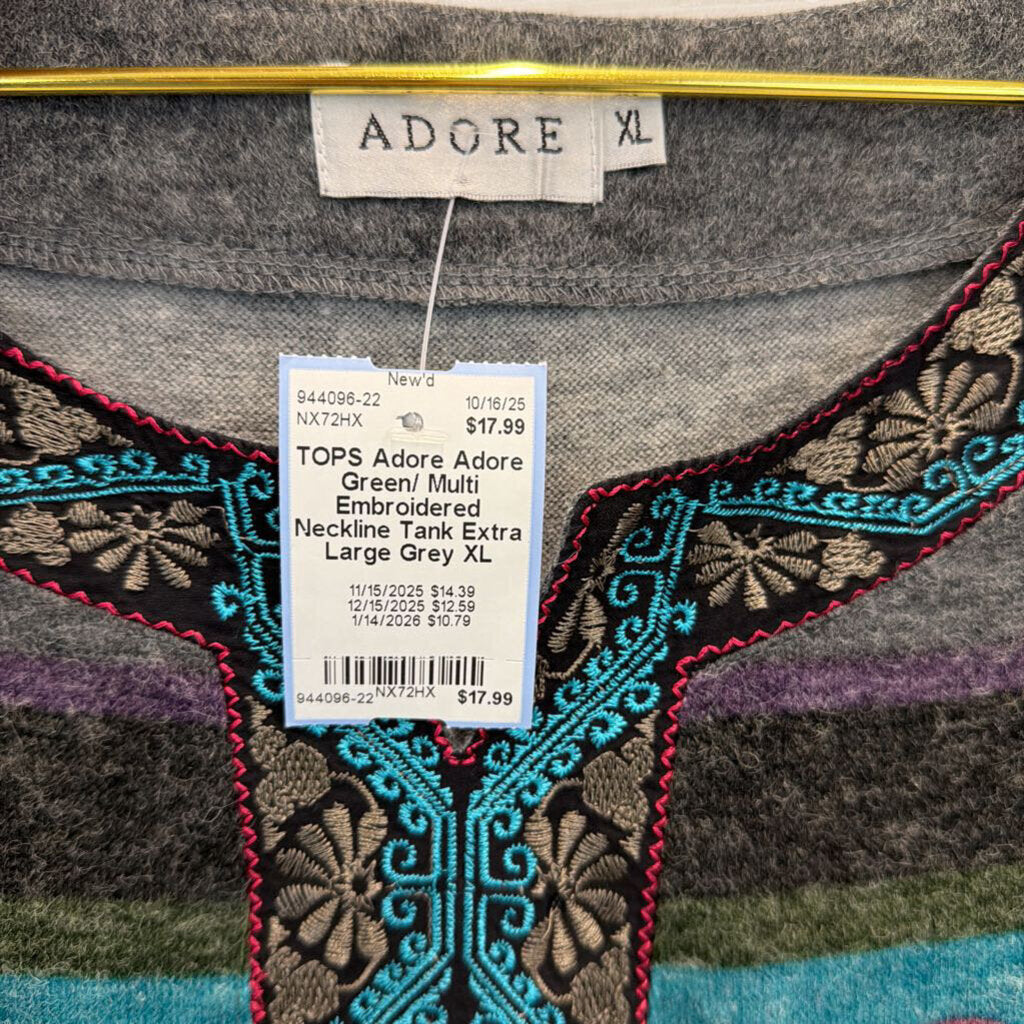 ADORE
XL
New'd
944096-22 10/16/25
NX72HX $17.99
TOPS Adore Adore
Green/ Multi
Embroidered
Neckline Tank Extra
Large Grey XL
11/15/2025 $14.39
12/15/2025 $12.59
1/14/2026 $10.79
944096-22 NX72HX $17.99